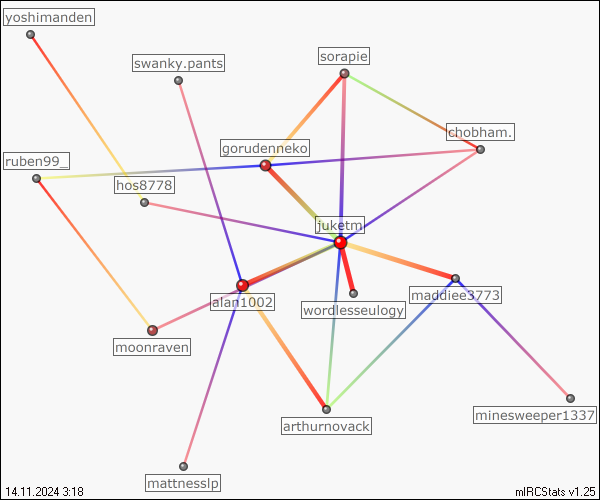 yoshimanden
swanky.pants
sorapie
chobham.
gorudenneko
ruben99_
hos8778
juketm
alan1002
maddiee3773
wordlesseulogy
moonraven
minesweeper1337
arthurnovack
mattnesslp
14.11.2024 3:18
mIRCStats v1.25